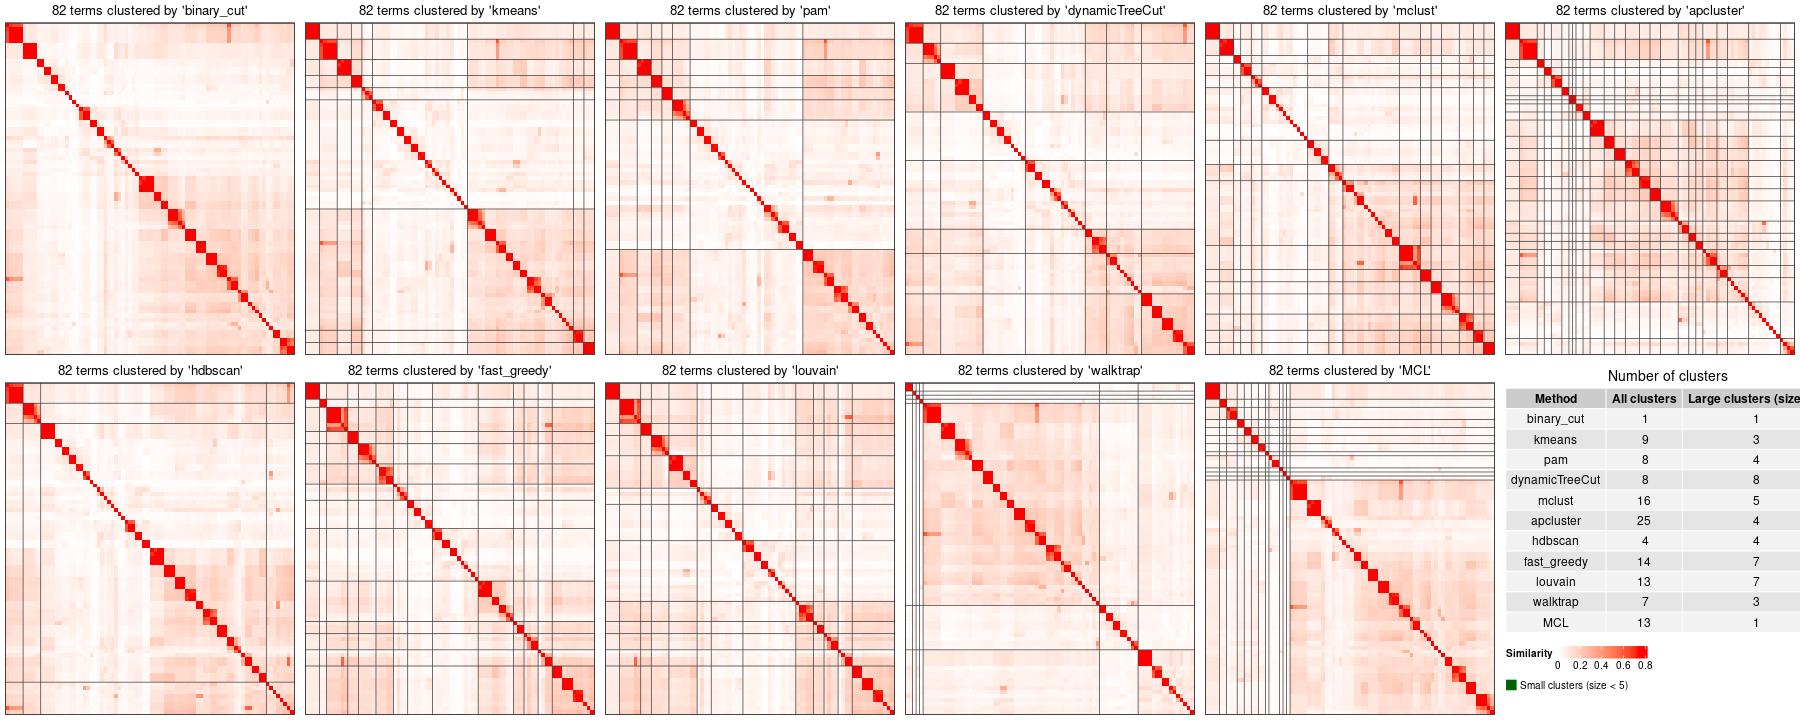 82 terms clustered by 'binary_cut'
82 terms clustered by 'kmeans'
82 terms clustered by 'pam'
82 terms clustered by 'dynamicTreeCut'
82 terms clustered by 'mclust'
82 terms clustered by 'apcluster'
82 terms clustered by 'hdbscan'
82 terms clustered by 'fast_greedy'
82 terms clustered by 'louvain'
82 terms clustered by 'walktrap'
82 terms clustered by 'MCL'
Number of clusters
Method All clusters Large clusters (size
binary_cut 1 1
kmeans 9 3
pam 8 4
dynamicTreeCut 8 8
mclust 16 5
apcluster 25 4
hdbscan 4 4
fast_greedy 14 7
louvain 13 7
walktrap 7 3
MCL 13 1
Similarity
0 0.2 0.4 0.6 0.8
Small clusters (size < 5)